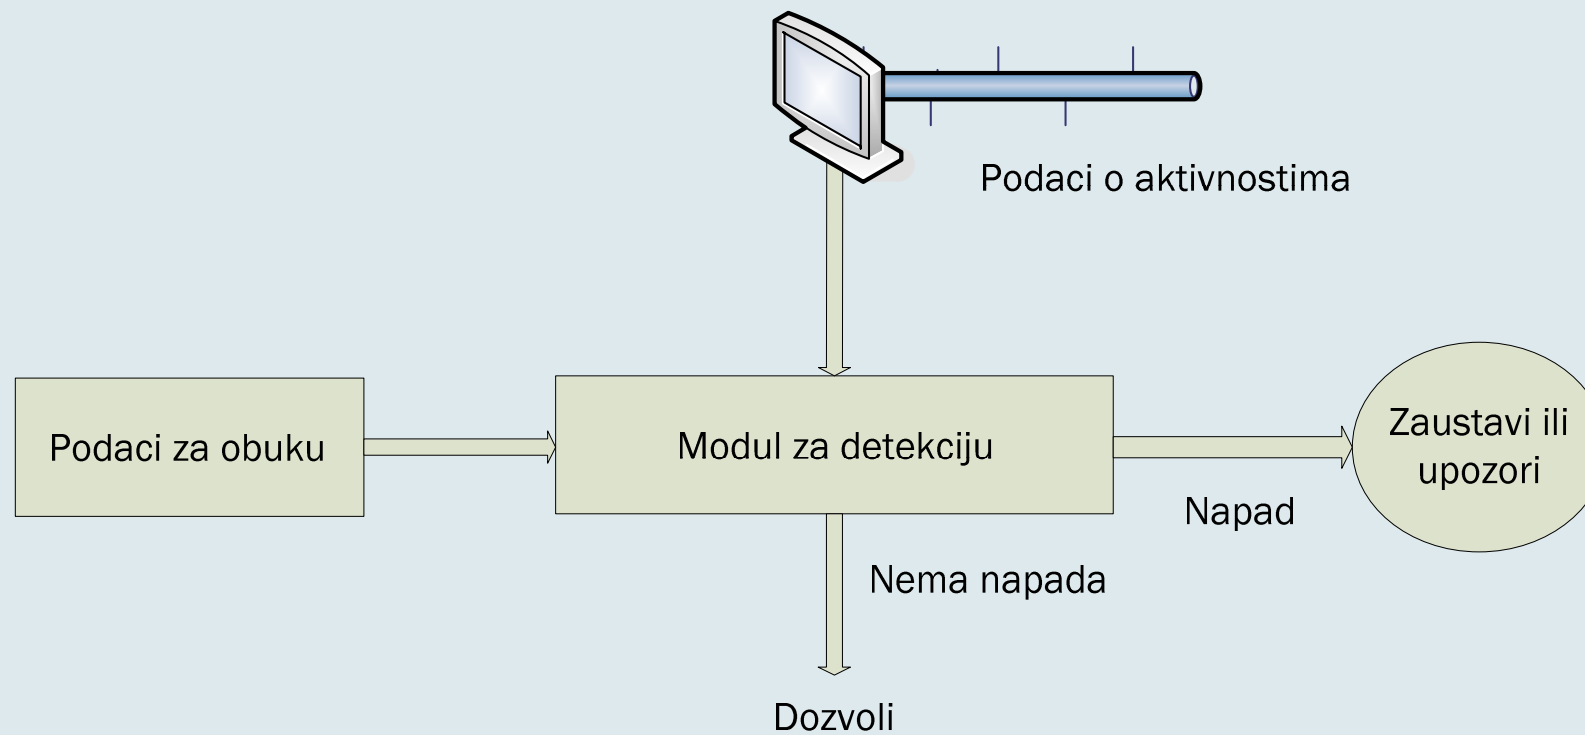 Podaci o aktivnostima
Podaci za obuku
Modul za detekciju
Zaustavi ili
upozori
Napad
Nema napada
Dozvoli